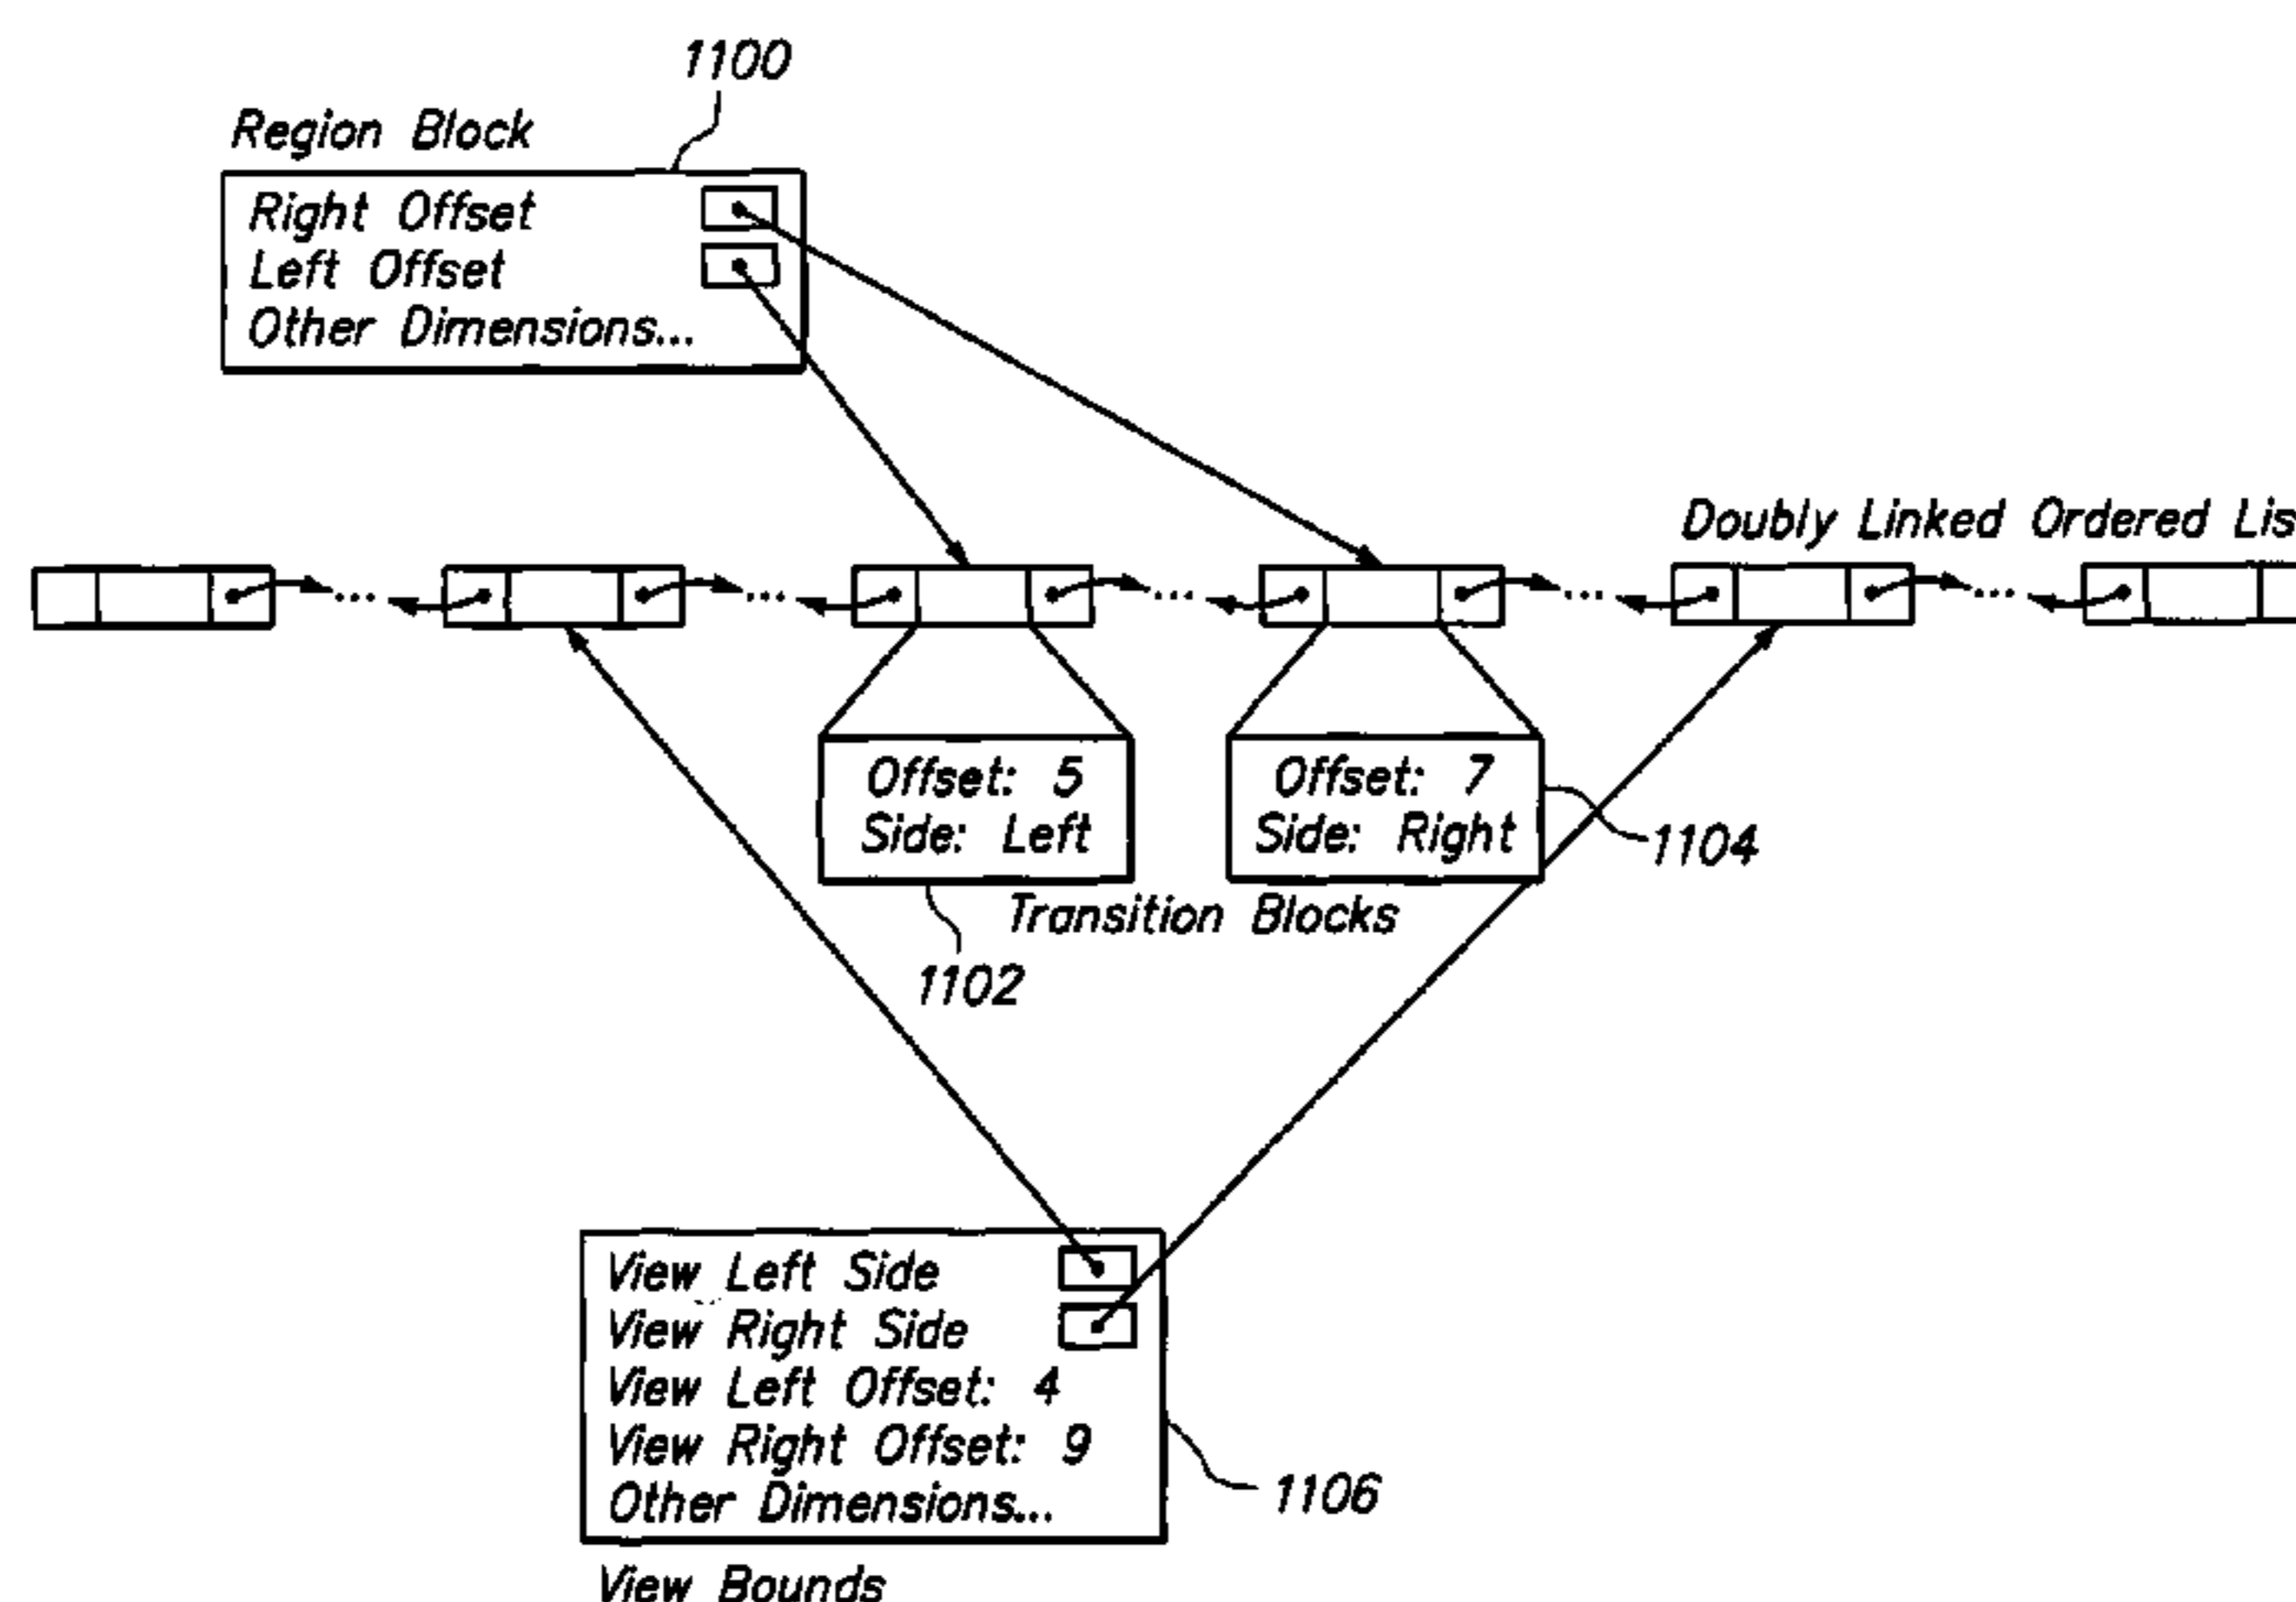 1100
Region Block
Right Offset
Left Offset
Other Dimensions...
Doubly Linked Ordered Lis
Offset: 5
Side: Left
Offset: 7
Side: Right
1104
Transition Blocks
1102
View Left Side
View Right Side
View Left Offset: 4
View Right Offset: 9
Other Dimensions...
1106
View Bounds